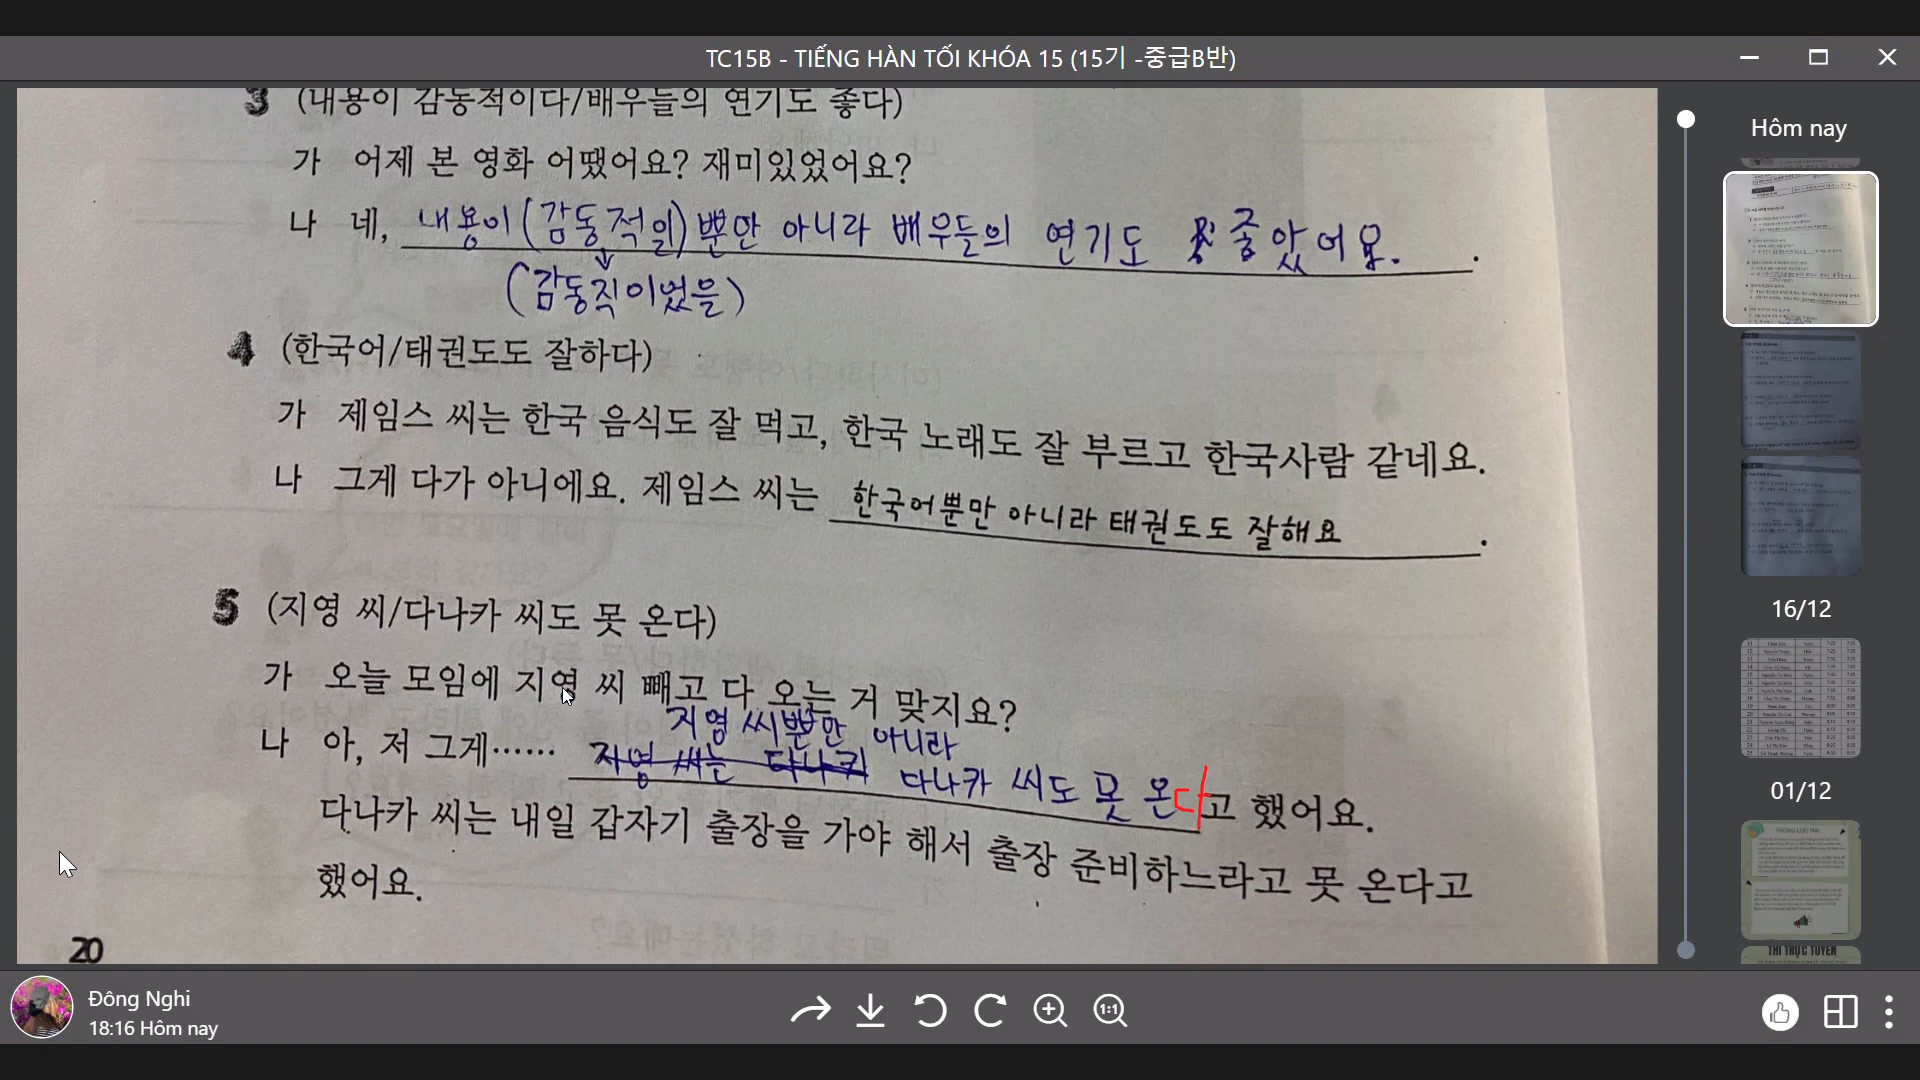 TC15B - TIẾNG HÀN TỐI KHÓA 15 (15기 -중급B반)
3 (내용이 감동적이다/배우들의 연기도 좋다)
가 어제 본 영화 어땠어요? 재미있었어요?
나 네, 내용이 (감동적일) 뿐만 아니라 배우들의 연기도 좋았어요.
(감동적이었을)
4 (한국어/태권도도 잘하다)
가 제임스 씨는 한국 음식도 잘 먹고, 한국 노래도 잘 부르고 한국사람 같네요.
나 그게 다가 아니에요. 제임스 씨는 한국어뿐만 아니라 태권도도 잘해요.
5 (지영 씨/다나카 씨도 못 온다)
가 오늘 모임에 지영 씨 빼고 다 오는 거 맞지요?
지영 씨뿐만 아니라
나 아, 저 그게…… 지영 씨는 다나카 다나카 씨도 못 온다고 했어요.
다나카 씨는 내일 갑자기 출장을 가야 해서 출장 준비하느라고 못 온다고
했어요.
20
Hôm nay
16/12
01/12
THI TRỰC TUYẾN
Đông Nghi
18:16 Hôm nay
1:1